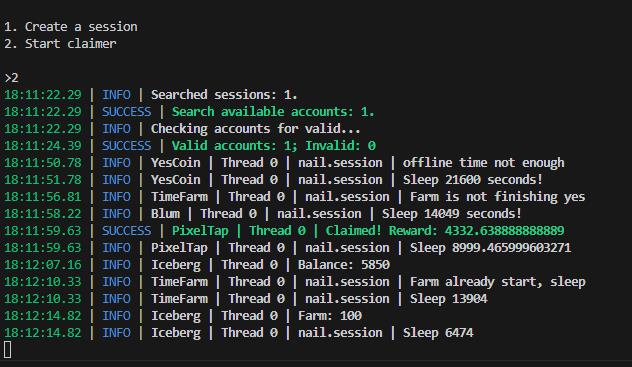 1. Create a session
2. Start claimer
>2
18:11:22.29 | INFO | Searched sessions: 1.
18:11:22.29 | SUCCESS | Search available accounts: 1.
18:11:22.29 | INFO | Checking accounts for valid...
18:11:24.39 | SUCCESS | Valid accounts: 1; Invalid: 0
18:11:50.78 | INFO | YesCoin | Thread 0 | nail.session | offline time not enough
18:11:51.78 | INFO | YesCoin | Thread 0 | nail.session | Sleep 21600 seconds!
18:11:56.81 | INFO | TimeFarm | Thread 0 | nail.session | Farm is not finishing yes
18:11:58.22 | INFO | Blum | Thread 0 | nail.session | Sleep 14049 seconds!
18:11:59.63 | SUCCESS | PixelTap | Thread 0 | Claimed! Reward: 4332.638888888889
18:11:59.63 | INFO | PixelTap | Thread 0 | nail.session | Sleep 8999.465999603271
18:12:07.16 | INFO | Iceberg | Thread 0 | Balance: 5850
18:12:10.33 | INFO | TimeFarm | Thread 0 | nail.session | Farm already start, sleep
18:12:10.33 | INFO | TimeFarm | Thread 0 | nail.session | Sleep 13904
18:12:14.82 | INFO | Iceberg | Thread 0 | Farm: 100
18:12:14.82 | INFO | Iceberg | Thread 0 | nail.session | Sleep 6474